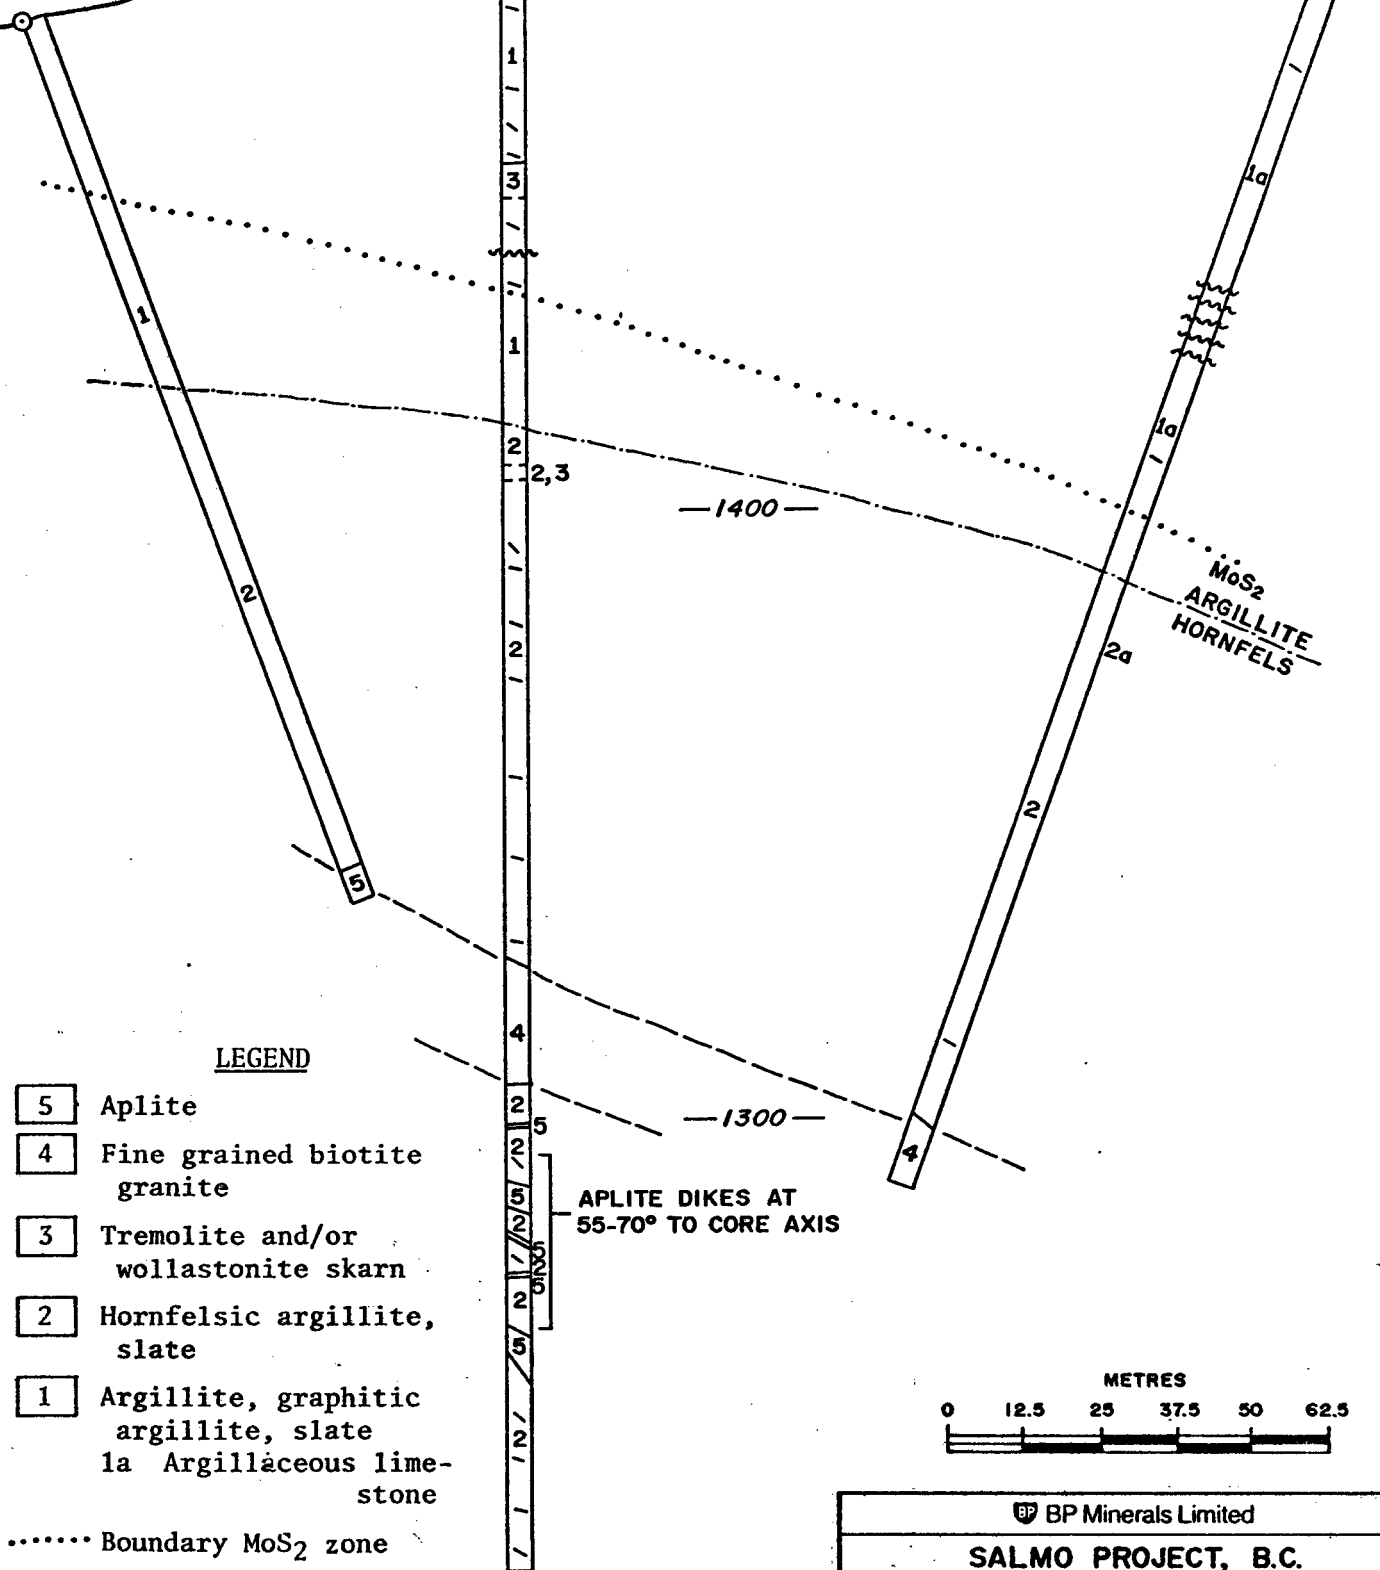 1
3
1a
1
1
1a
2
2,3
—1400—
2
MoS2
ARGILLITE
HORNFELS
2
2a
2
5
4
LEGEND
5 Aplite
4 Fine grained biotite
granite
3 Tremolite and/or
wollastonite skarn
2 Hornfelsic argillite,
slate
1 Argillite, graphitic
argillite, slate
1a Argillaceous lime-
stone
······· Boundary MoS2 zone
2
5
—1300—
2
4
5
2
5
2
5
2
5
2
APLITE DIKES AT
55-70° TO CORE AXIS
METRES
0 12.5 25 37.5 50 62.5
BP BP Minerals Limited
SALMO PROJECT, B.C.